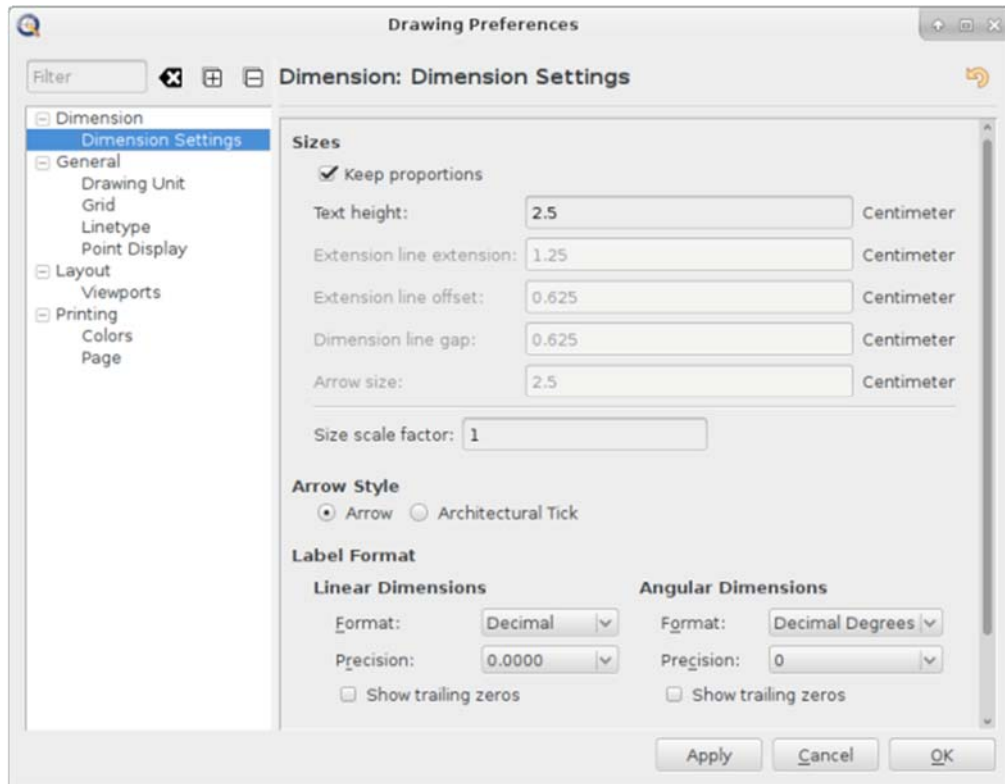 Drawing Preferences
Filter
Dimension: Dimension Settings
Dimension
Dimension Settings
General
Drawing Unit
Grid
Linetype
Point Display
Layout
Viewports
Printing
Colors
Page
Sizes
Keep proportions
Text height: 2.5 Centimeter
Extension line extension: 1.25 Centimeter
Extension line offset: 0.625 Centimeter
Dimension line gap: 0.625 Centimeter
Arrow size: 2.5 Centimeter
Size scale factor: 1
Arrow Style
Arrow Architectural Tick
Label Format
Linear Dimensions Angular Dimensions
Format: Decimal Format: Decimal Degrees
Precision: 0.0000 Precision: 0
Show trailing zeros Show trailing zeros
Apply Cancel OK